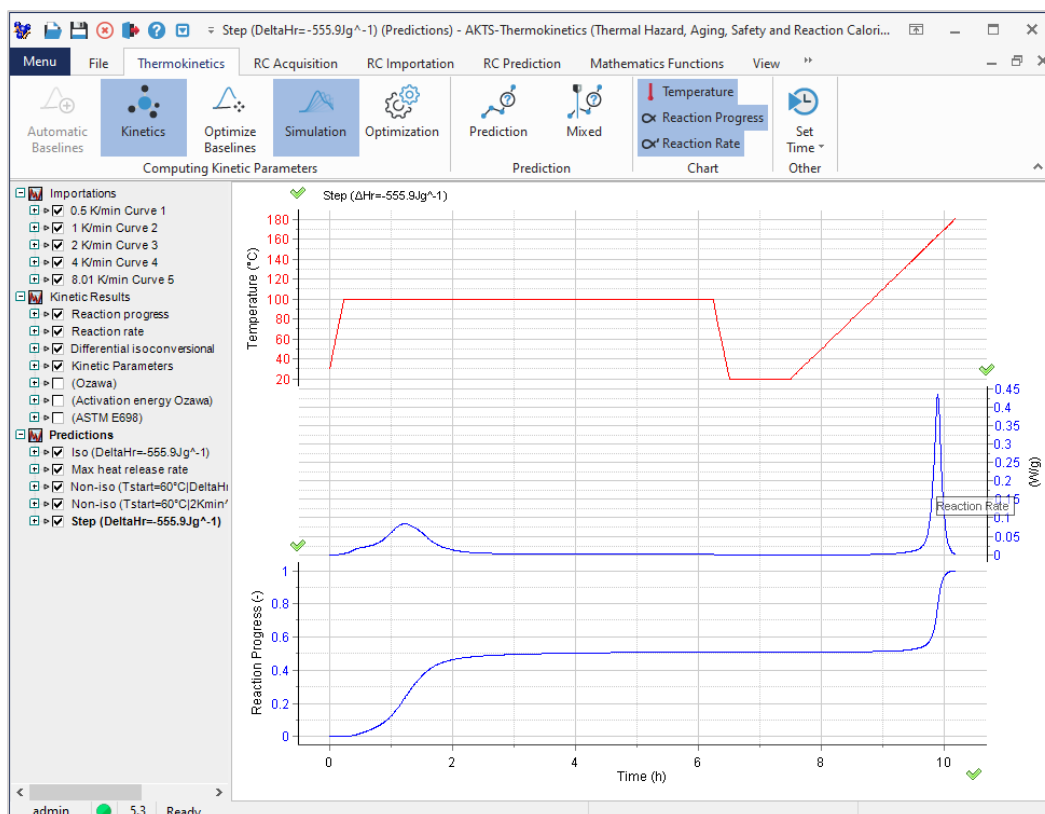 Step (DeltaHr=-555.9Jg^-1) (Predictions) - AKTS-Thermokinetics (Thermal Hazard, Aging, Safety and Reaction Calori...
Menu File Thermokinetics RC Acquisition RC Importation RC Prediction Mathematics Functions View
Automatic Baselines
Kinetics
Optimize Baselines
Simulation
Optimization
Prediction
Mixed
Temperature
Reaction Progress
Reaction Rate
Set Time
Computing Kinetic Parameters
Prediction
Chart
Other
Importations
0.5 K/min Curve 1
1 K/min Curve 2
2 K/min Curve 3
4 K/min Curve 4
8.01 K/min Curve 5
Kinetic Results
Reaction progress
Reaction rate
Differential isoconversional
Kinetic Parameters
(Ozawa)
(Activation energy Ozawa)
(ASTM E698)
Predictions
Iso (DeltaHr=-555.9Jg^-1)
Max heat release rate
Non-iso (Tstart=60°C|DeltaHr
Non-iso (Tstart=60°C|2Kmin^
Step (DeltaHr=-555.9Jg^-1)
Step (ΔHr=-555.9Jg^-1)
Temperature (°C)
180
160
140
120
100
80
60
40
20
0.45
0.4
0.35
0.3
0.25
0.2
0.15
0.1
0.05
0
(W/g)
Reaction Rate
Reaction Progress (-)
1
0.8
0.6
0.4
0.2
0
0 2 4 6 8 10
Time (h)
admin 5.3 Ready